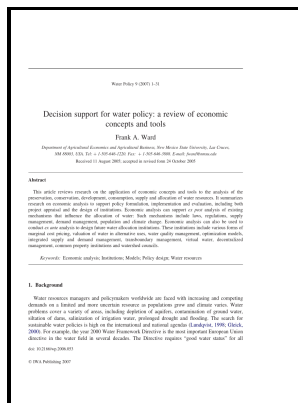 Water Policy 9 (2007) 1–31
Decision support for water policy: a review of economic
concepts and tools
Frank A. Ward
Department of Agricultural Economics and Agricultural Business, New Mexico State University, Las Cruces,
NM 88003, USA. Tel: + 1-505-646-1220; Fax: + 1-505-646-3808. E-mail: fward@nmsu.edu
Received 11 August 2005; accepted in revised form 24 October 2005
Abstract
This article reviews research on the application of economic concepts and tools to the analysis of the
preservation, conservation, development, consumption, supply and allocation of water resources. It summarizes
research on economic analysis to support policy formulation, implementation and evaluation, including both
project appraisal and the design of institutions. Economic analysis can support ex post analysis of existing
mechanisms that influence the allocation of water. Such mechanisms include laws, regulations, supply
management, demand management, population and climate change. Economic analysis can also be used to
conduct ex ante analysis to design future water allocation institutions. These institutions include various forms of
marginal cost pricing, valuation of water in alternative uses, water quality management, optimization models,
integrated supply and demand management, transboundary management, virtual water, decentralized
management, common property institutions and watershed councils.
Keywords: Economic analysis; Institutions; Models; Policy design; Water resources
1. Background
Water resources managers and policymakers worldwide are faced with increasing and competing
demands on a limited and more uncertain resource as populations grow and climate varies. Water
problems cover a variety of areas, including depletion of aquifers, contamination of ground water,
siltation of dams, salinization of irrigation water, prolonged drought and flooding. The search for
sustainable water policies is high on the international and national agendas (Lundqvist, 1998; Gleick,
2000). For example, the year 2000 Water Framework Directive is the most important European Union
directive in the water field in several decades. The Directive requires "good water status" for all
doi: 10.2166/wp.2006.053
© IWA Publishing 2007